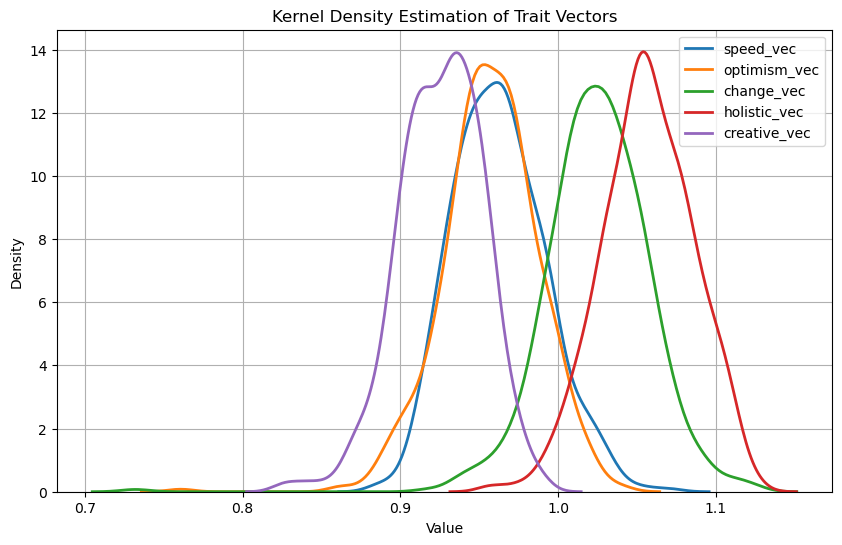 Kernel Density Estimation of Trait Vectors
Density
14
12
10
8
6
4
2
0
speed_vec
optimism_vec
change_vec
holistic_vec
creative_vec
0.7 0.8 0.9 1.0 1.1
Value